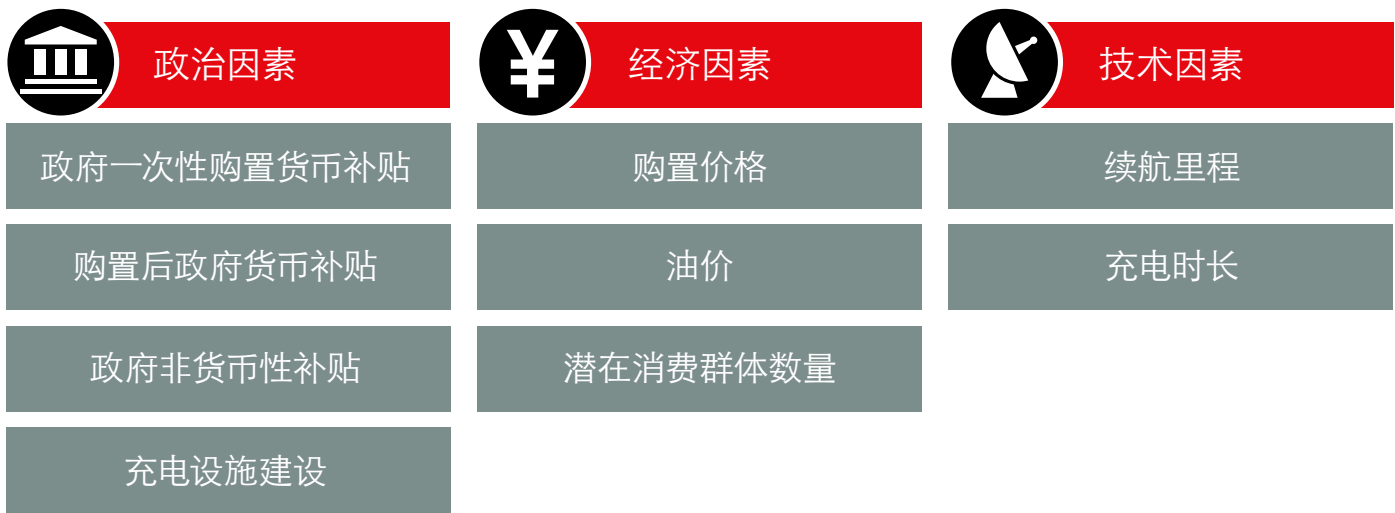 政治因素
政府一次性购置货币补贴
购置后政府货币补贴
政府非货币性补贴
充电设施建设
经济因素
购置价格
油价
潜在消费群体数量
技术因素
续航里程
充电时长